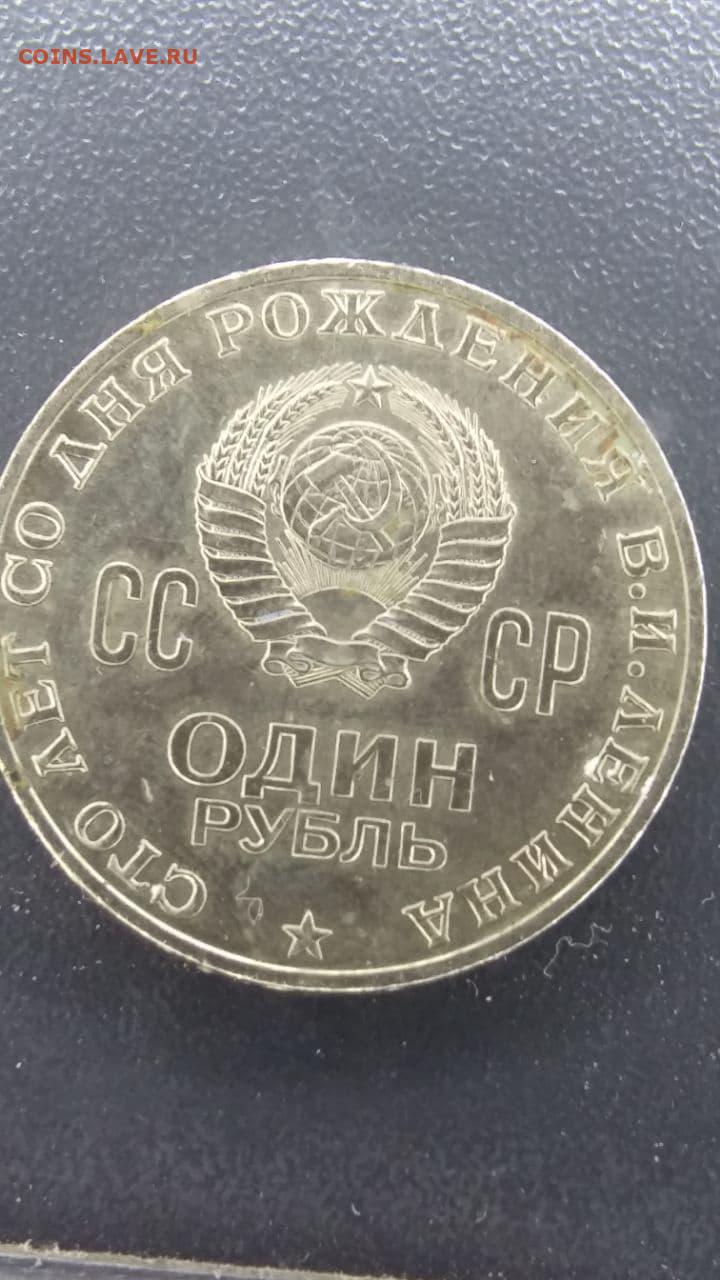 COINS.LAVE.RU
СТО ЛЕТ СО ДНЯ РОЖДЕНИЯ В.И.ЛЕНИНА
СС СР
ОДИН
РУБЛЬ